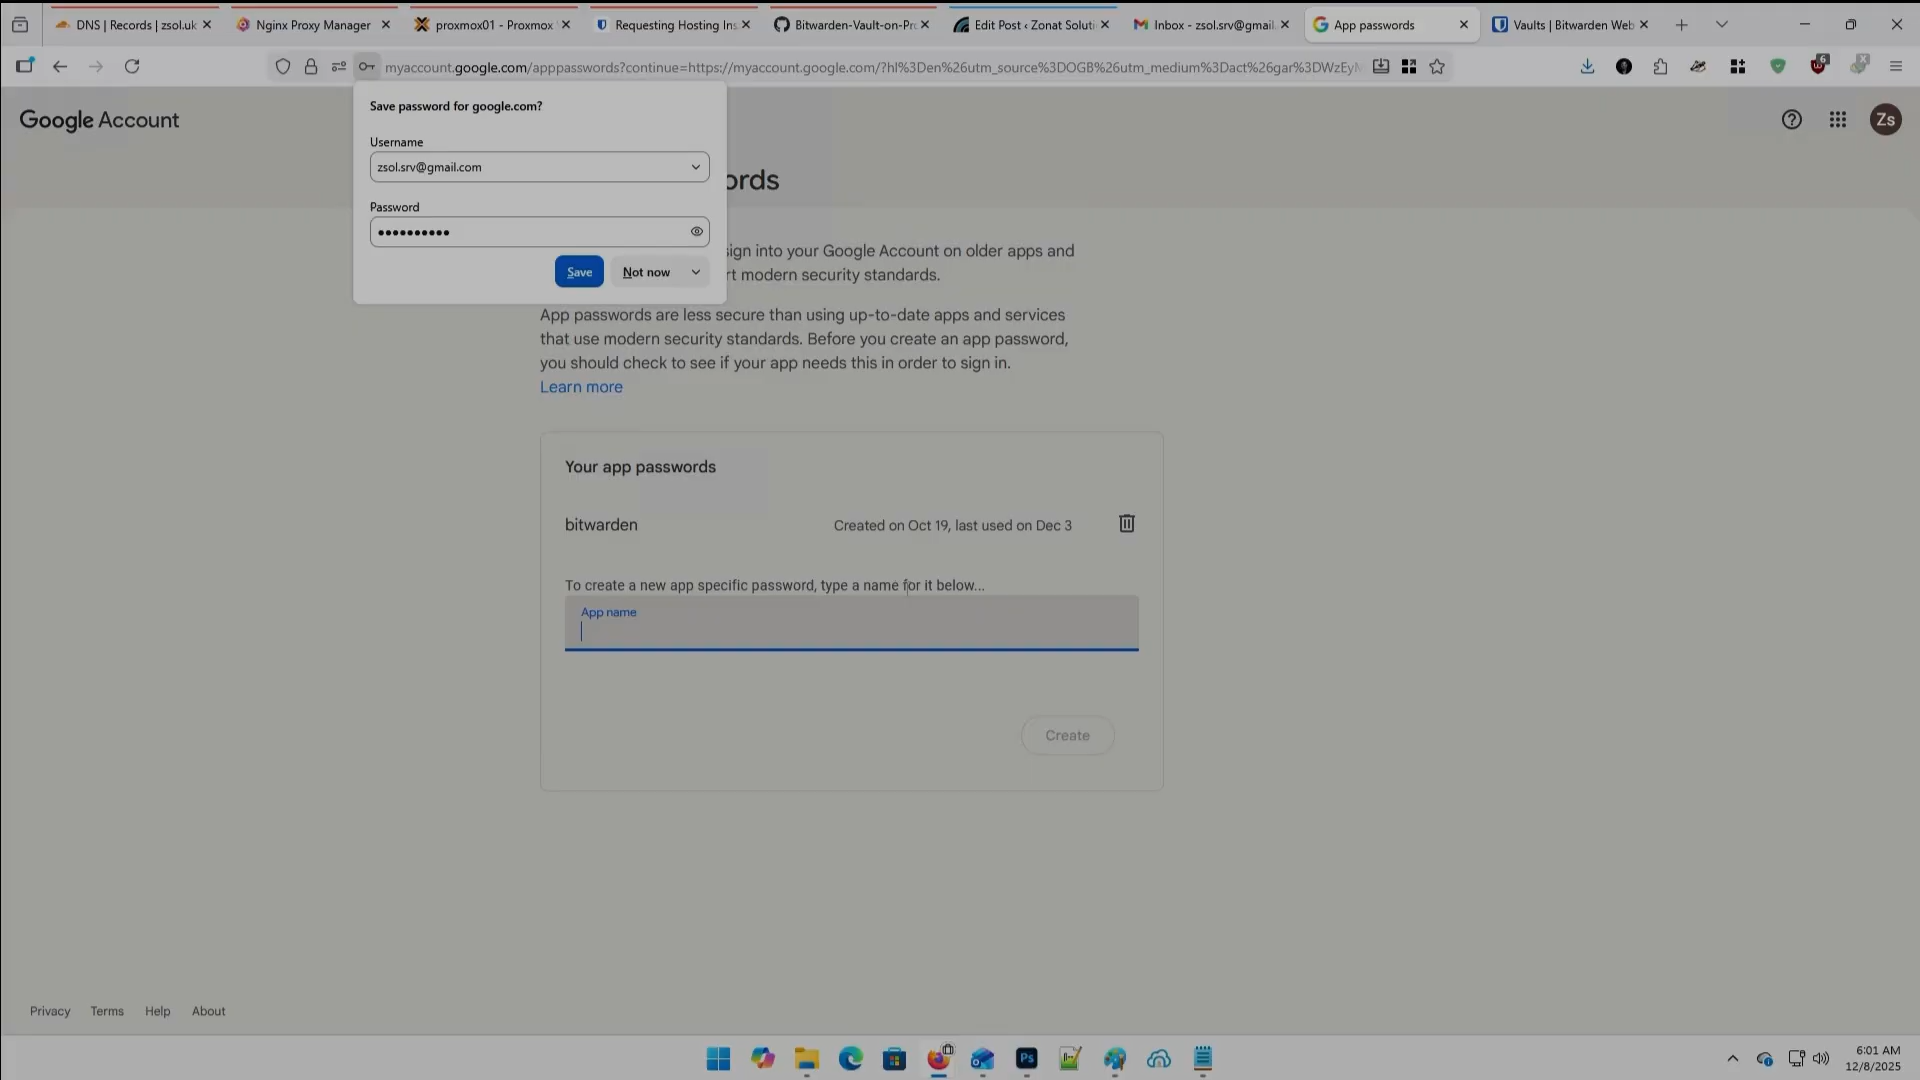 DNS | Records | zsol.uk
Nginx Proxy Manager
proxmox01 - Proxmox
Requesting Hosting Ins
Bitwarden-Vault-on-Pr
Edit Post ‹ Zonat Soluti
Inbox - zsol.srv@gmail.
App passwords
Vaults | Bitwarden Web
myaccount.google.com/apppasswords?continue=https://myaccount.google.com/?hl%3Den%26utm_source%3DOGB%26utm_medium%3Dact%26gar%3DWzEyM
6
Google Account
Zs
Save password for google.com?
Username
zsol.srv@gmail.com
Password
Save
Not now
ords
sign into your Google Account on older apps and
rt modern security standards.
App passwords are less secure than using up-to-date apps and services
that use modern security standards. Before you create an app password,
you should check to see if your app needs this in order to sign in.
Learn more
Your app passwords
bitwarden
Created on Oct 19, last used on Dec 3
To create a new app specific password, type a name for it below...
App name
Create
Privacy
Terms
Help
About
Ps
6:01 AM
12/8/2025